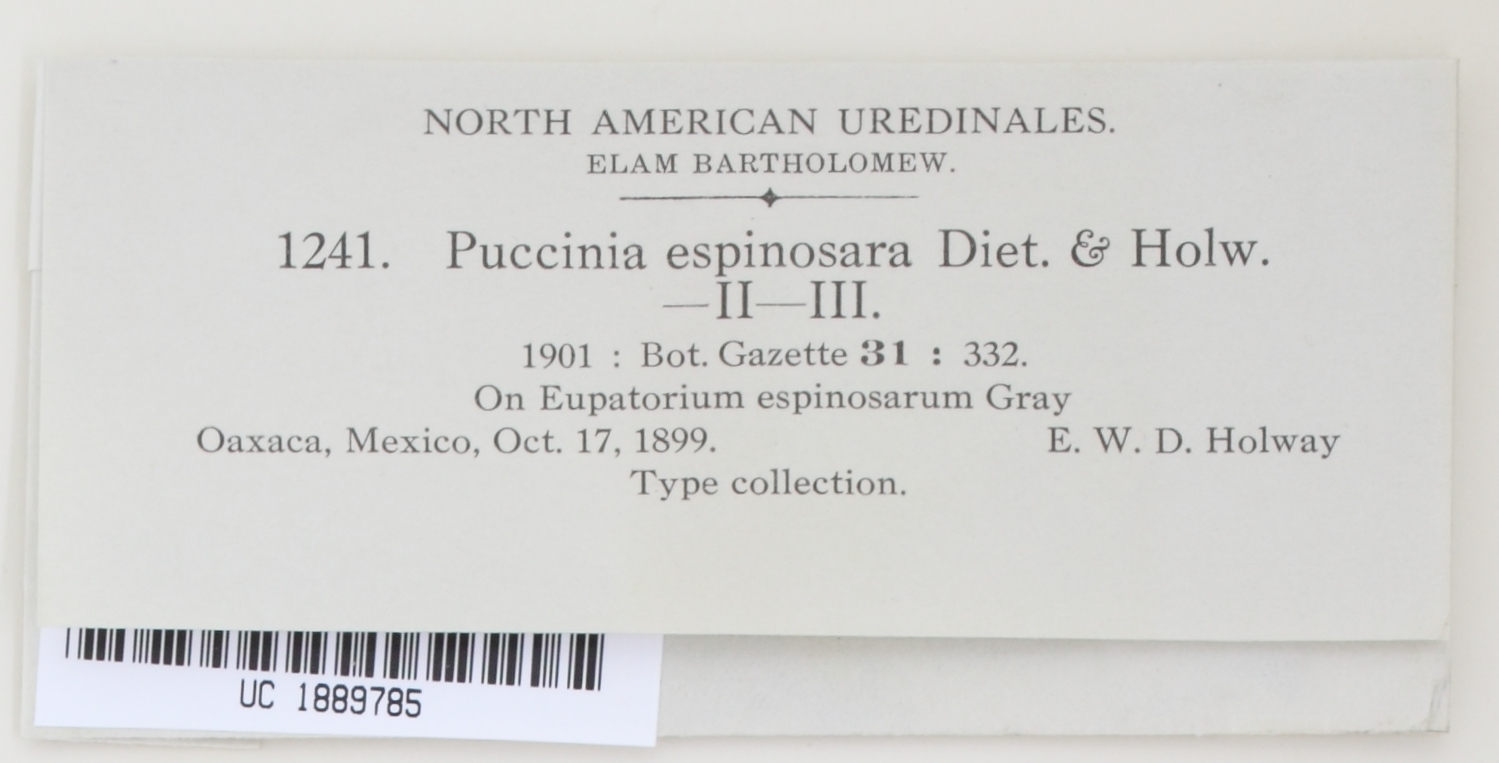 NORTH AMERICAN UREDINALES.
ELAM BARTHOLOMEW.
1241. Puccinia espinosara Diet. & Holw.
—II—III.
1901 : Bot. Gazette 31 : 332.
On Eupatorium espinosarum Gray
Oaxaca, Mexico, Oct. 17, 1899. E. W. D. Holway
Type collection.
UC 1889785